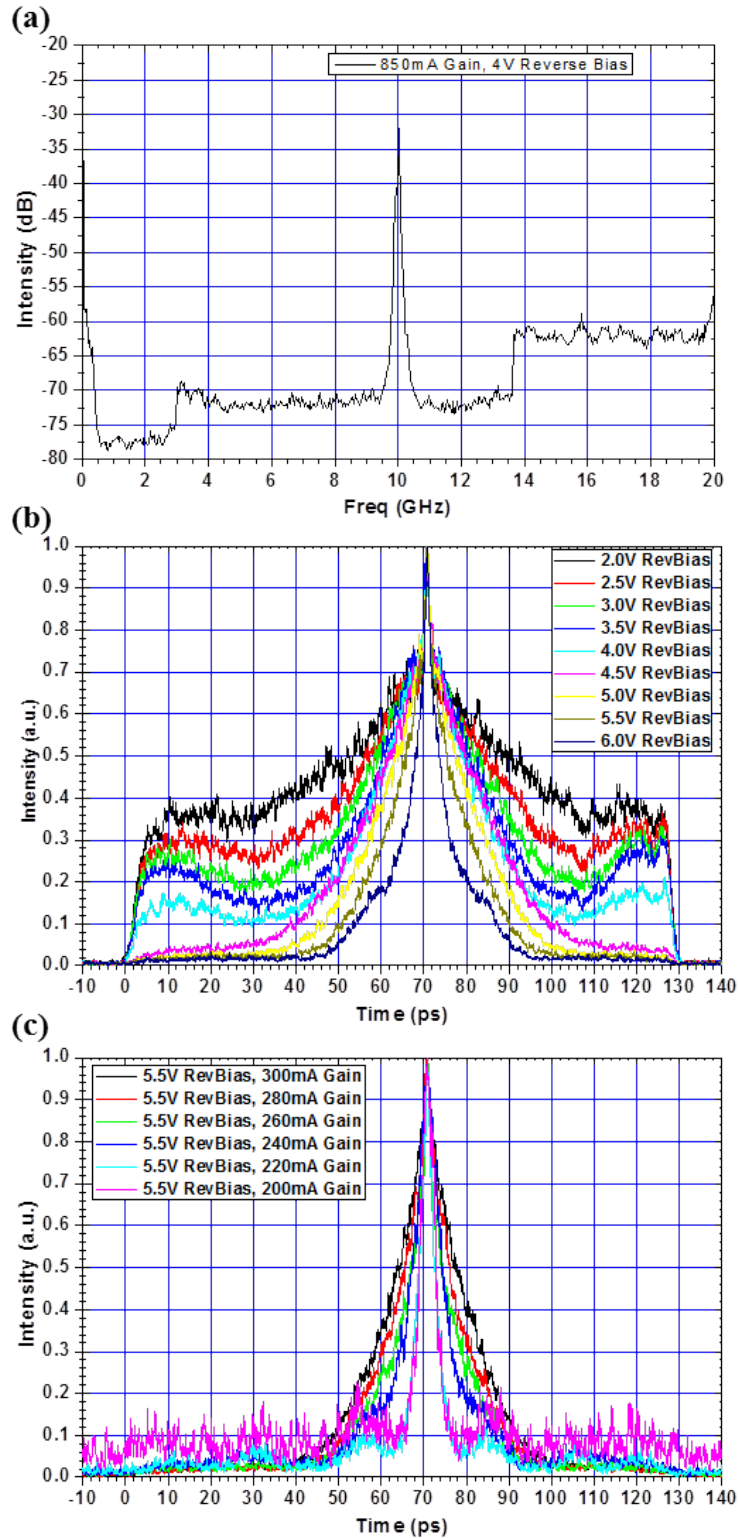 (a)
-20
-25
-30
-35
-40
-45
-50
-55
-60
-65
-70
-75
-80
Intensity (dB)
850mA Gain, 4V Reverse Bias
0 2 4 6 8 10 12 14 16 18 20
Freq (GHz)
(b)
1.0
0.9
0.8
0.7
0.6
0.5
0.4
0.3
0.2
0.1
0.0
Intensity (a.u.)
2.0V RevBias
2.5V RevBias
3.0V RevBias
3.5V RevBias
4.0V RevBias
4.5V RevBias
5.0V RevBias
5.5V RevBias
6.0V RevBias
-10 0 10 20 30 40 50 60 70 80 90 100 110 120 130 140
Time (ps)
(c)
1.0
0.9
0.8
0.7
0.6
0.5
0.4
0.3
0.2
0.1
0.0
Intensity (a.u.)
5.5V RevBias, 300mA Gain
5.5V RevBias, 280mA Gain
5.5V RevBias, 260mA Gain
5.5V RevBias, 240mA Gain
5.5V RevBias, 220mA Gain
5.5V RevBias, 200mA Gain
-10 0 10 20 30 40 50 60 70 80 90 100 110 120 130 140
Time (ps)